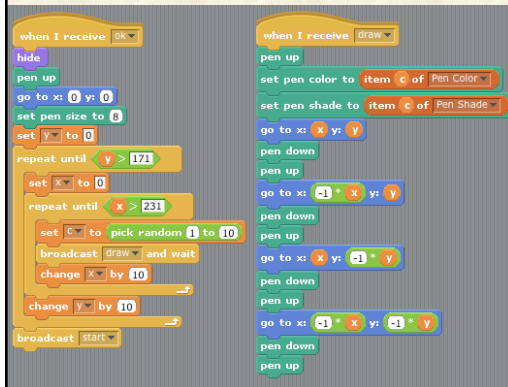 when I receive ok
hide
pen up
go to x: 0 y: 0
set pen size to 8
set y to 0
repeat until y > 171
set x to 0
repeat until x > 231
set c to pick random 1 to 10
broadcast draw and wait
change x by 10
change y by 10
broadcast start
when I receive draw
pen up
set pen color to item c of Pen Color
set pen shade to item c of Pen Shade
go to x: x y: y
pen down
pen up
go to x: -1 * x y: y
pen down
pen up
go to x: x y: -1 * y
pen down
pen up
go to x: -1 * x y: -1 * y
pen down
pen up